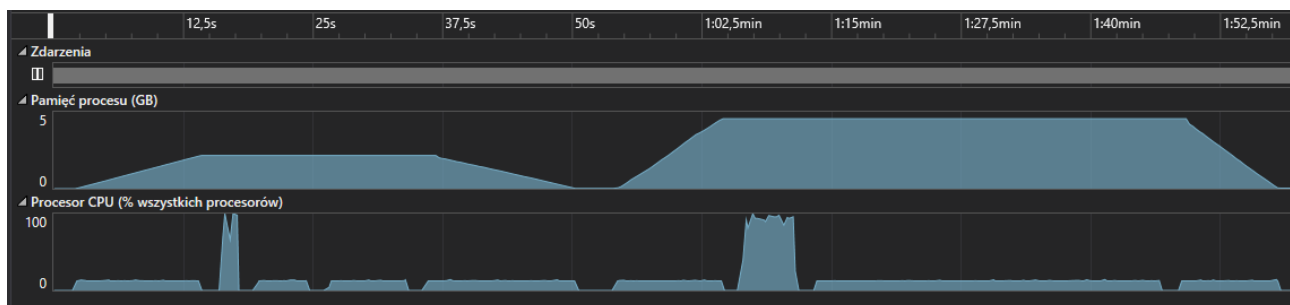 12,5s 25s 37,5s 50s 1:02,5min 1:15min 1:27,5min 1:40min 1:52,5min
Zdarzenia
Pamięć procesu (GB)
5
0
Procesor CPU (% wszystkich procesorów)
100
0